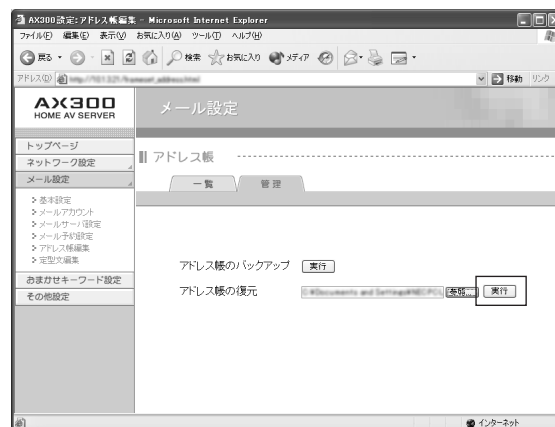 AX300設定:アドレス帳編集 - Microsoft Internet Explorer
ファイル(F) 編集(E) 表示(V) お気に入り(A) ツール(T) ヘルプ(H)
戻る 検索 お気に入り メディア
アドレス(D) 移動 リンク
AX300
HOME AV SERVER
メール設定
トップページ
ネットワーク設定
メール設定
基本設定
メールアカウント
メールサーバ設定
メール予約設定
アドレス帳編集
定型文編集
おまかせキーワード設定
その他設定
アドレス帳
一覧 管理
アドレス帳のバックアップ 実行
アドレス帳の復元 参照... 実行
インターネット